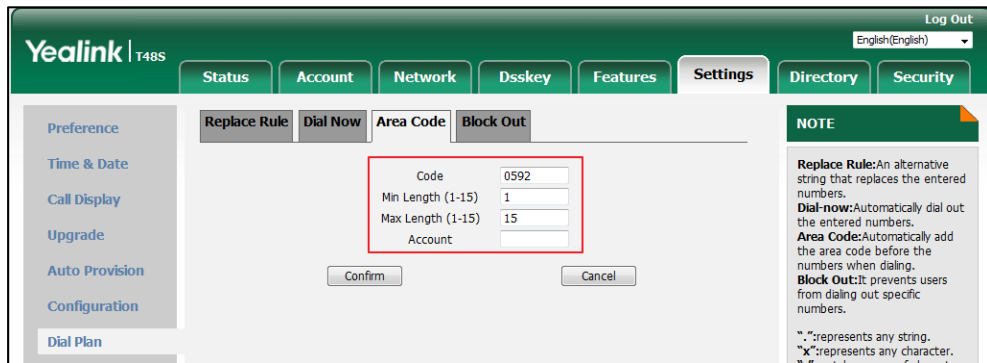 Log Out
Yealink T48S
English(English)
Status Account Network Dsskey Features Settings Directory Security
Preference
Time & Date
Call Display
Upgrade
Auto Provision
Configuration
Dial Plan
Replace Rule Dial Now Area Code Block Out
Code 0592
Min Length (1-15) 1
Max Length (1-15) 15
Account
Confirm Cancel
NOTE
Replace Rule:An alternative
string that replaces the entered
numbers.
Dial-now:Automatically dial out
the entered numbers.
Area Code:Automatically add
the area code before the
numbers when dialing.
Block Out:It prevents users
from dialing out specific
numbers.
".":represents any string.
"x":represents any character.